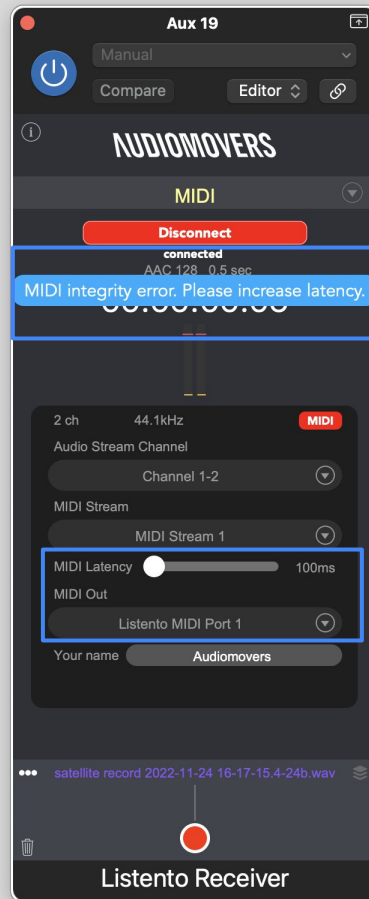 Aux 19
Manual
Compare Editor
AUDIOMOVERS
MIDI
Disconnect
connected
AAC 128 0.5 sec
MIDI integrity error. Please increase latency.
2 ch 44.1kHz MIDI
Audio Stream Channel
Channel 1-2
MIDI Stream
MIDI Stream 1
MIDI Latency 100ms
MIDI Out
Listento MIDI Port 1
Your name Audiomovers
satellite record 2022-11-24 16-17-15.4-24b.wav
Listento Receiver